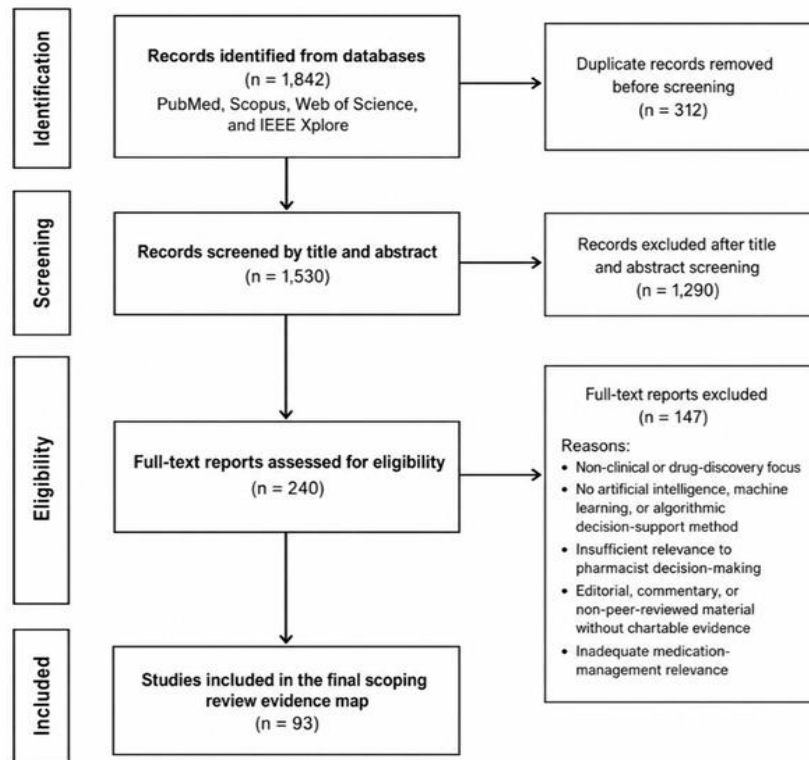 Identification
Records identified from databases
(n = 1,842)
PubMed, Scopus, Web of Science,
and IEEE Xplore
Duplicate records removed
before screening
(n = 312)
Screening
Records screened by title and abstract
(n = 1,530)
Records excluded after title
and abstract screening
(n = 1,290)
Eligibility
Full-text reports assessed for eligibility
(n = 240)
Full-text reports excluded
(n = 147)
Reasons:
• Non-clinical or drug-discovery focus
• No artificial intelligence, machine
learning, or algorithmic
decision-support method
• Insufficient relevance to
pharmacist decision-making
• Editorial, commentary, or
non-peer-reviewed material
without chartable evidence
• Inadequate medication-
management relevance
Included
Studies included in the final scoping
review evidence map
(n = 93)